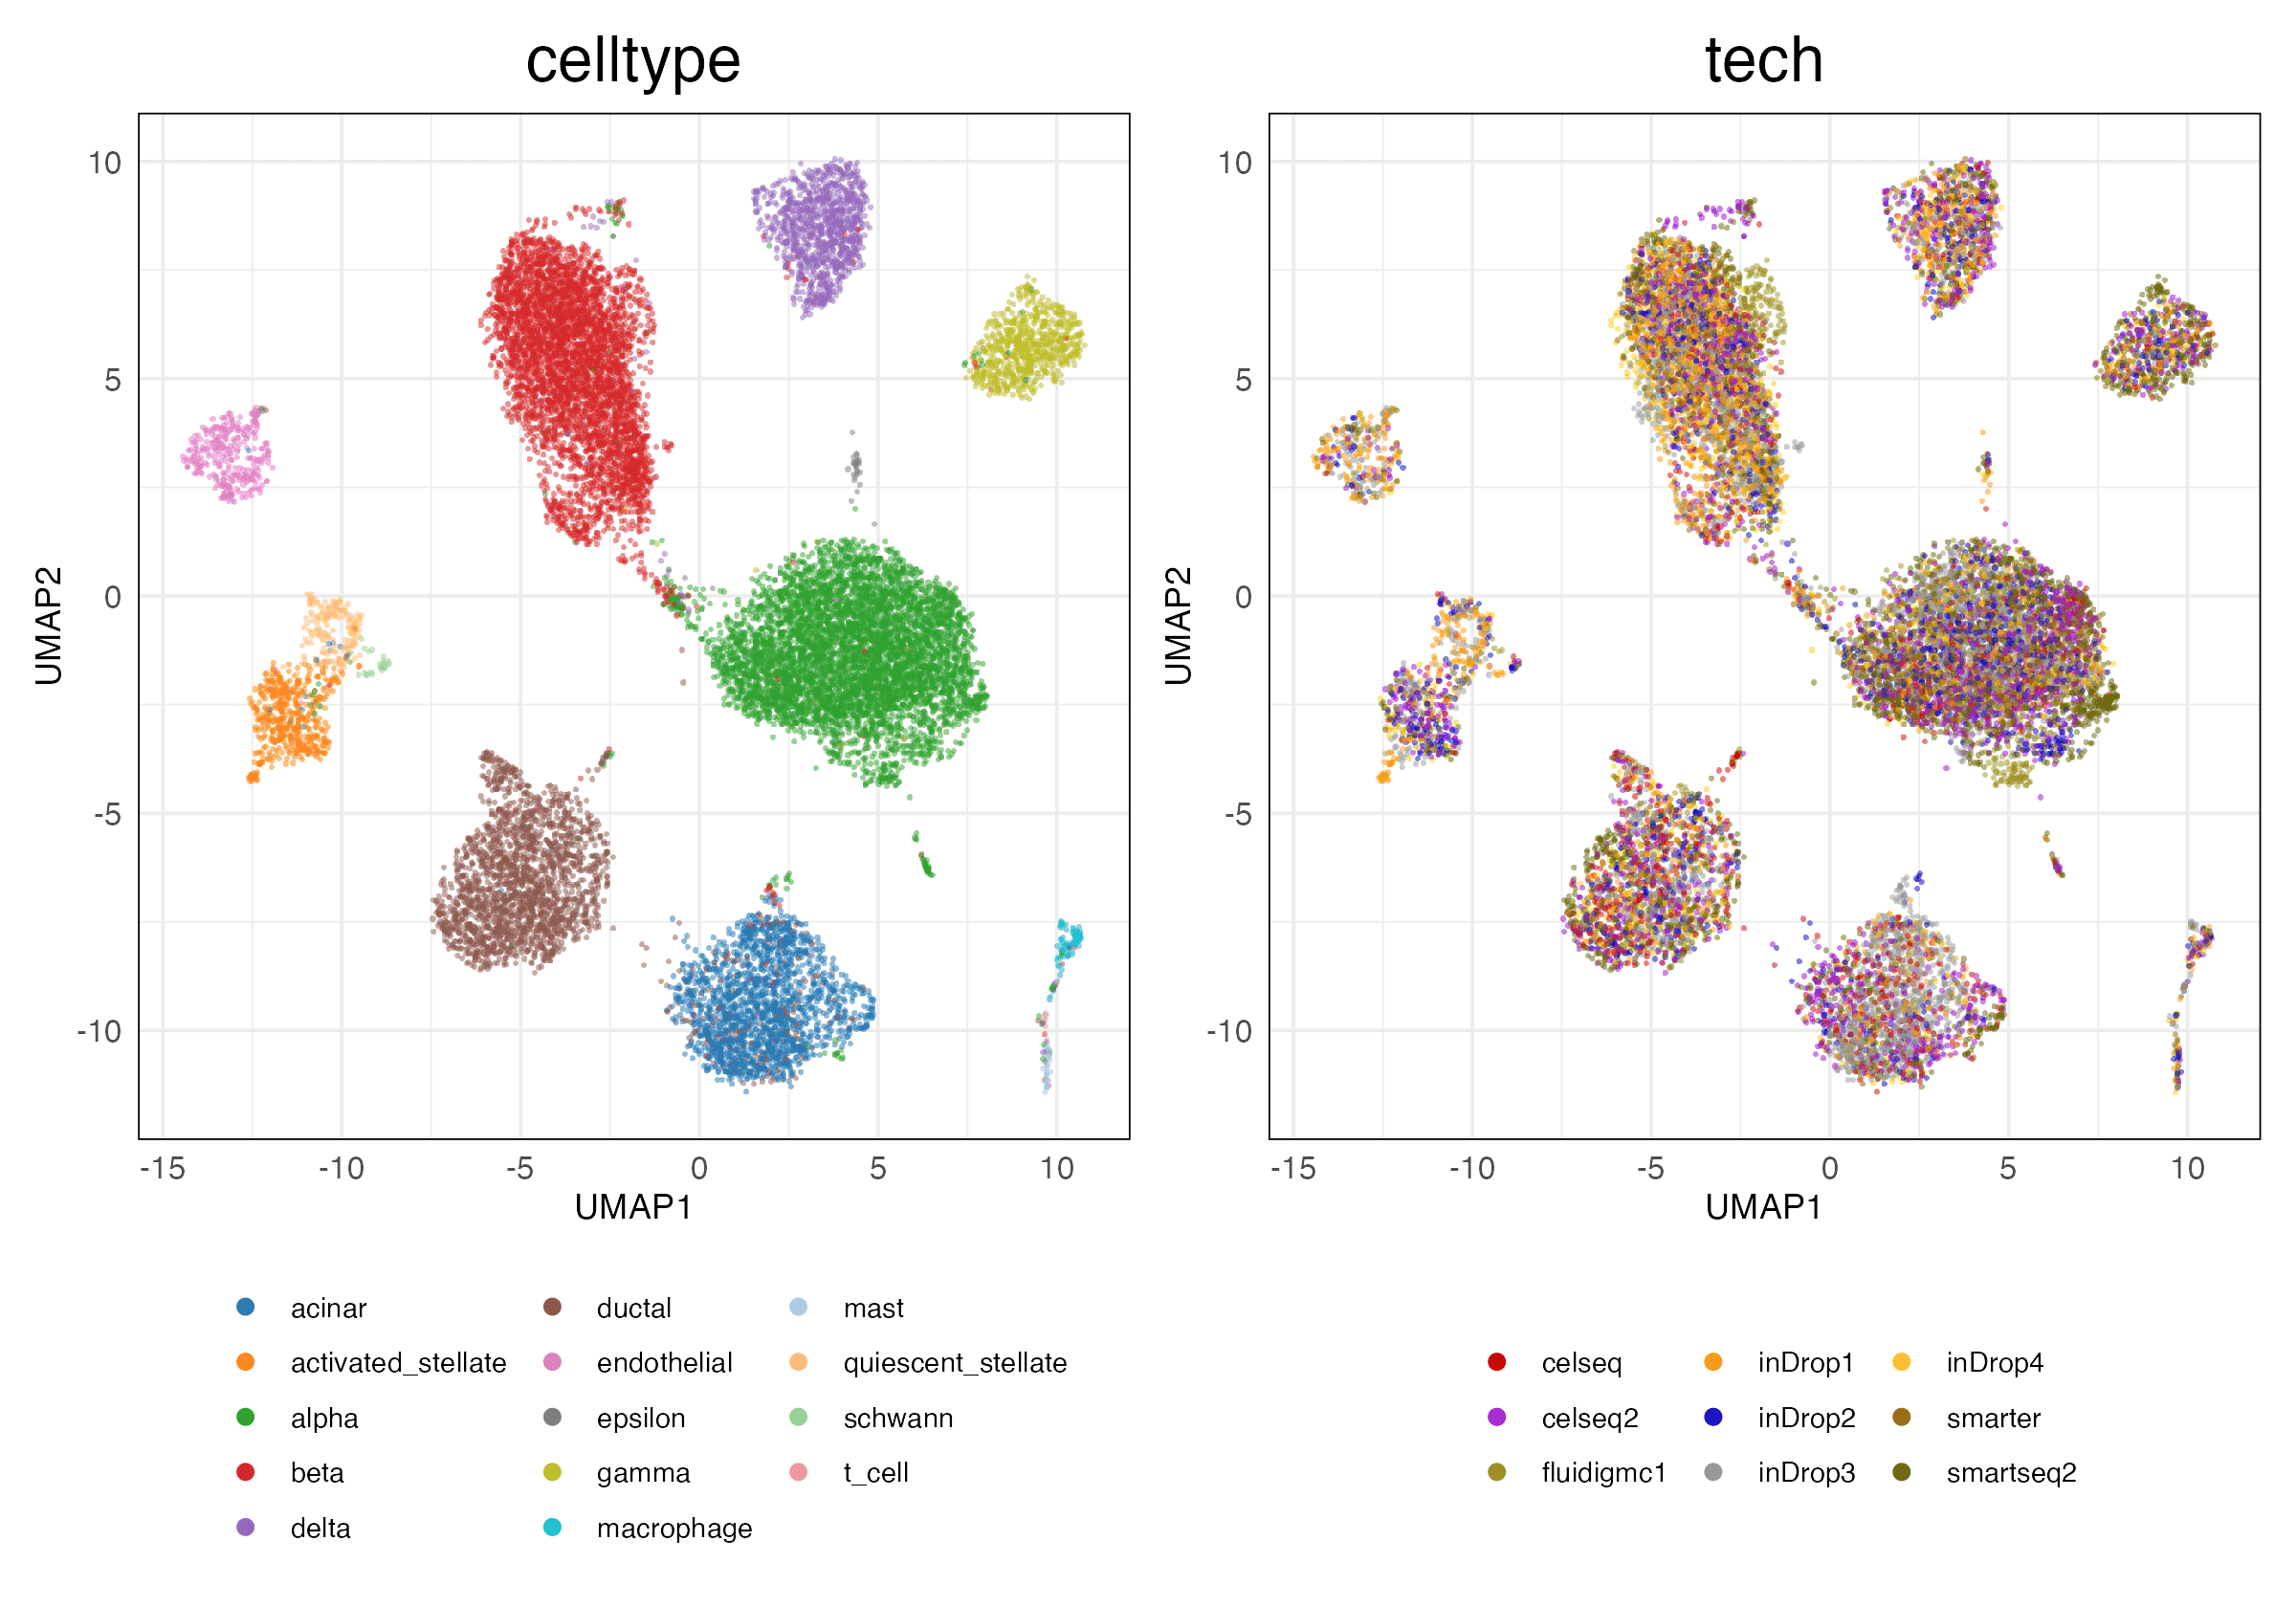 celltype
10
5
0
-5
-10
UMAP2
-15 -10 -5 0 5 10
UMAP1
acinar ductal mast
activated_stellate endothelial quiescent_stellate
alpha epsilon schwann
beta gamma t_cell
delta macrophage
tech
10
5
0
-5
-10
UMAP2
-15 -10 -5 0 5 10
UMAP1
celseq inDrop1 inDrop4
celseq2 inDrop2 smarter
fluidigmc1 inDrop3 smartseq2